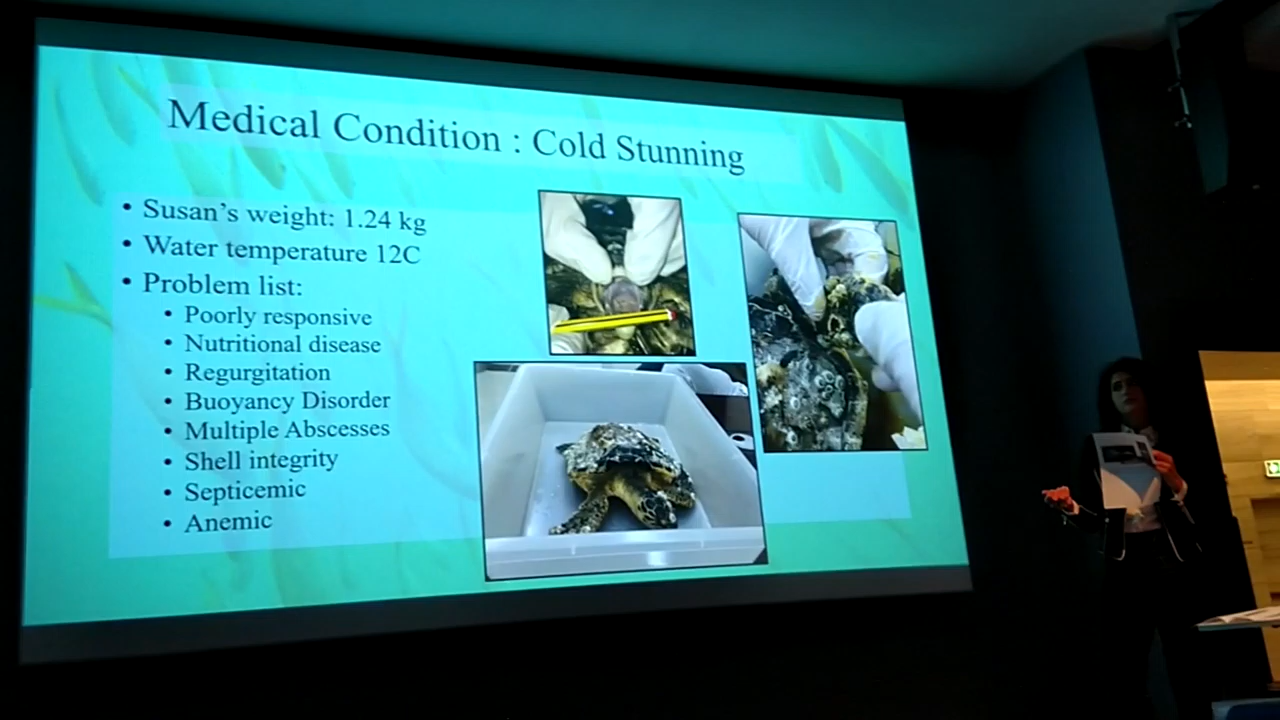 Medical Condition : Cold Stunning
• Susan's weight: 1.24 kg
• Water temperature 12C
• Problem list:
• Poorly responsive
• Nutritional disease
• Regurgitation
• Buoyancy Disorder
• Multiple Abscesses
• Shell integrity
• Septicemic
• Anemic